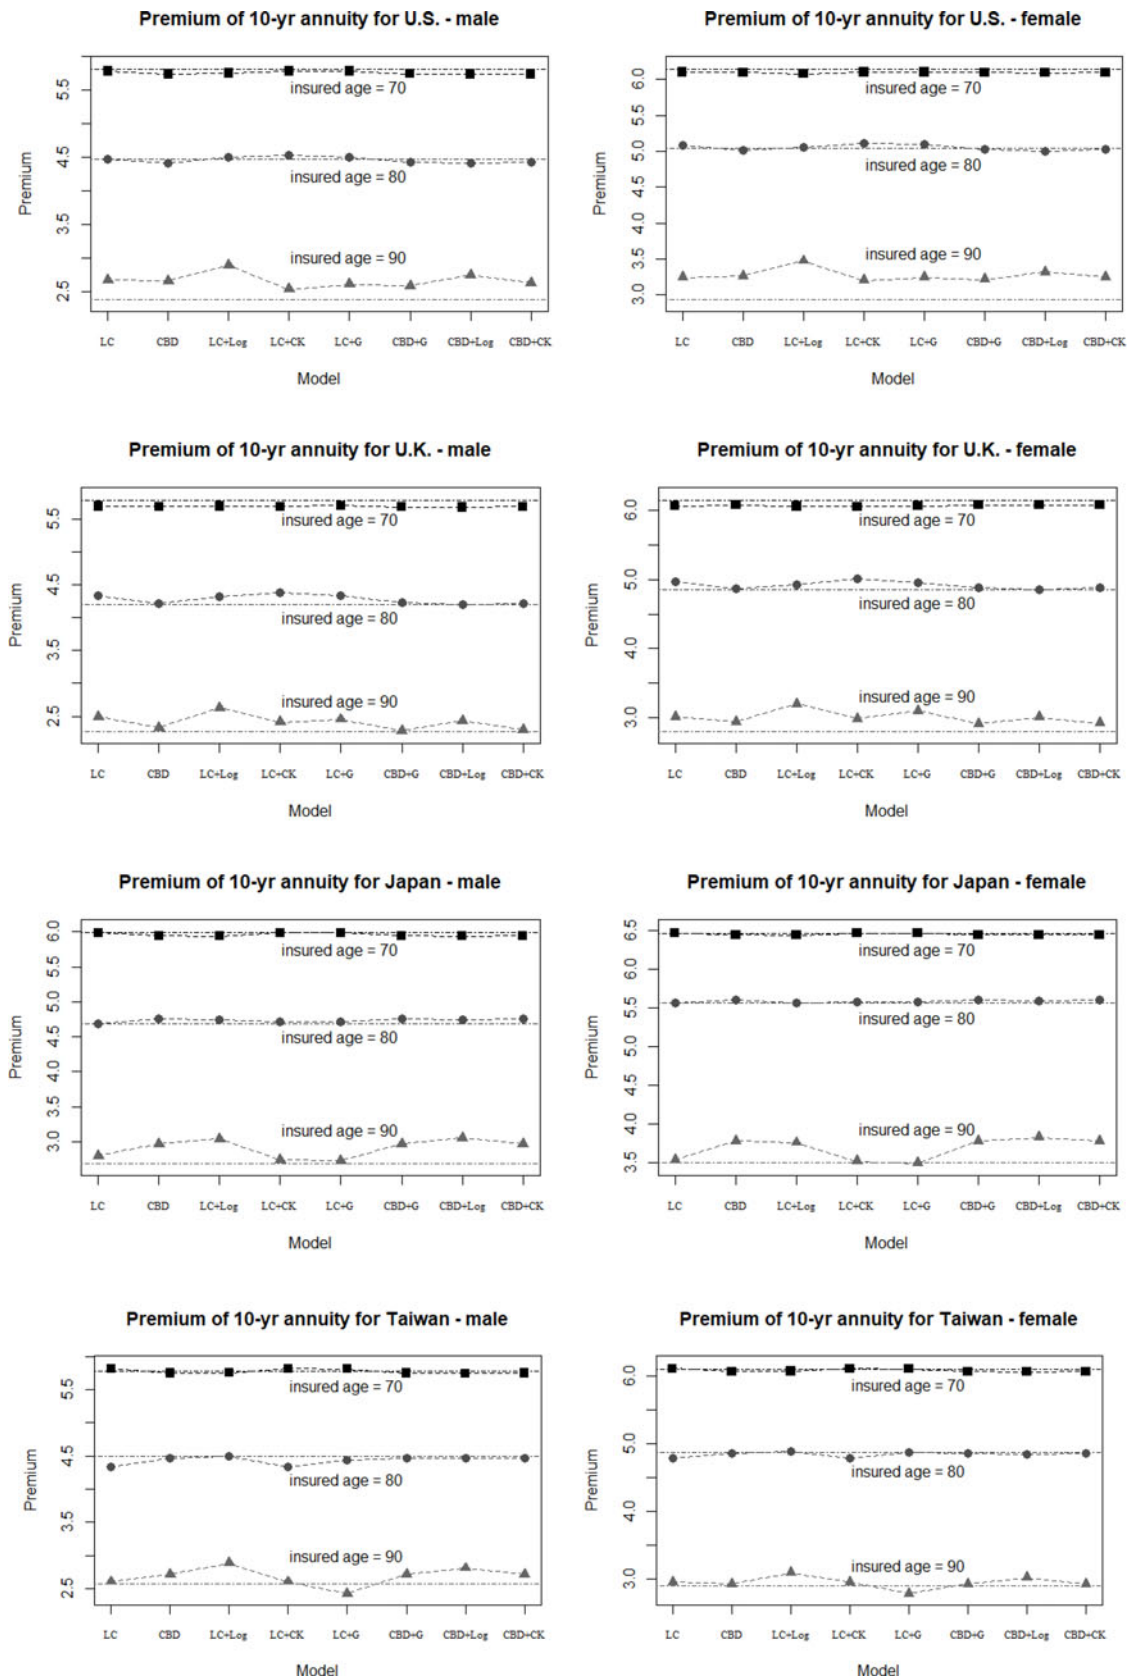 Premium of 10-yr annuity for U.S. - male
Premium
5.5
4.5
3.5
2.5
insured age = 70
insured age = 80
insured age = 90
LC CBD LC+Log LC+CK LC+G CBD+G CBD+Log CBD+CK
Model
Premium of 10-yr annuity for U.S. - female
Premium
6.0
5.5
5.0
4.5
4.0
3.5
3.0
insured age = 70
insured age = 80
insured age = 90
LC CBD LC+Log LC+CK LC+G CBD+G CBD+Log CBD+CK
Model
Premium of 10-yr annuity for U.K. - male
Premium
5.5
4.5
3.5
2.5
insured age = 70
insured age = 80
insured age = 90
LC CBD LC+Log LC+CK LC+G CBD+G CBD+Log CBD+CK
Model
Premium of 10-yr annuity for U.K. - female
Premium
6.0
5.0
4.0
3.0
insured age = 70
insured age = 80
insured age = 90
LC CBD LC+Log LC+CK LC+G CBD+G CBD+Log CBD+CK
Model
Premium of 10-yr annuity for Japan - male
Premium
6.0
5.5
5.0
4.5
4.0
3.5
3.0
insured age = 70
insured age = 80
insured age = 90
LC CBD LC+Log LC+CK LC+G CBD+G CBD+Log CBD+CK
Model
Premium of 10-yr annuity for Japan - female
Premium
6.5
6.0
5.5
5.0
4.5
4.0
3.5
insured age = 70
insured age = 80
insured age = 90
LC CBD LC+Log LC+CK LC+G CBD+G CBD+Log CBD+CK
Model
Premium of 10-yr annuity for Taiwan - male
Premium
5.5
4.5
3.5
2.5
insured age = 70
insured age = 80
insured age = 90
LC CBD LC+Log LC+CK LC+G CBD+G CBD+Log CBD+CK
Model
Premium of 10-yr annuity for Taiwan - female
Premium
6.0
5.0
4.0
3.0
insured age = 70
insured age = 80
insured age = 90
LC CBD LC+Log LC+CK LC+G CBD+G CBD+Log CBD+CK
Model